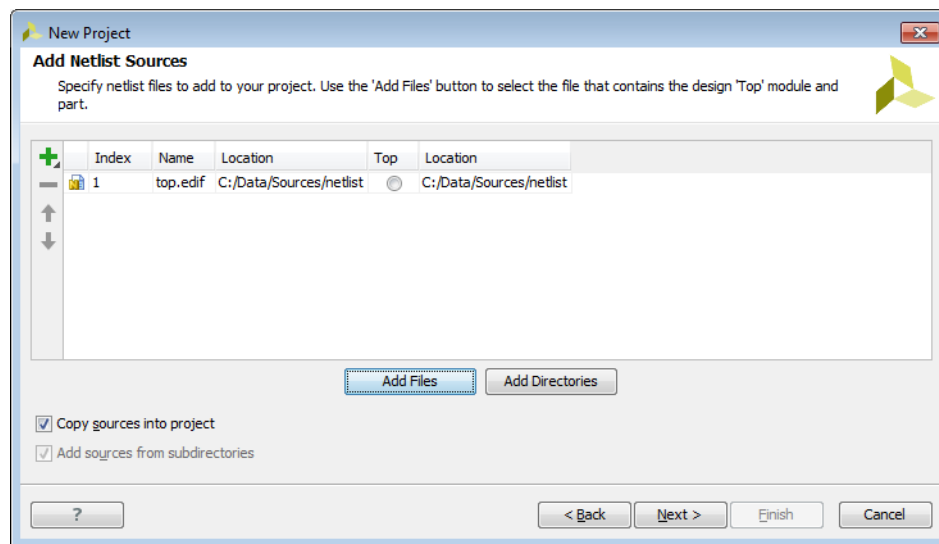 New Project
Add Netlist Sources
Specify netlist files to add to your project. Use the 'Add Files' button to select the file that contains the design 'Top' module and
part.
Index Name Location Top Location
1 top.edif C:/Data/Sources/netlist C:/Data/Sources/netlist
Add Files Add Directories
Copy sources into project
Add sources from subdirectories
? < Back Next > Finish Cancel